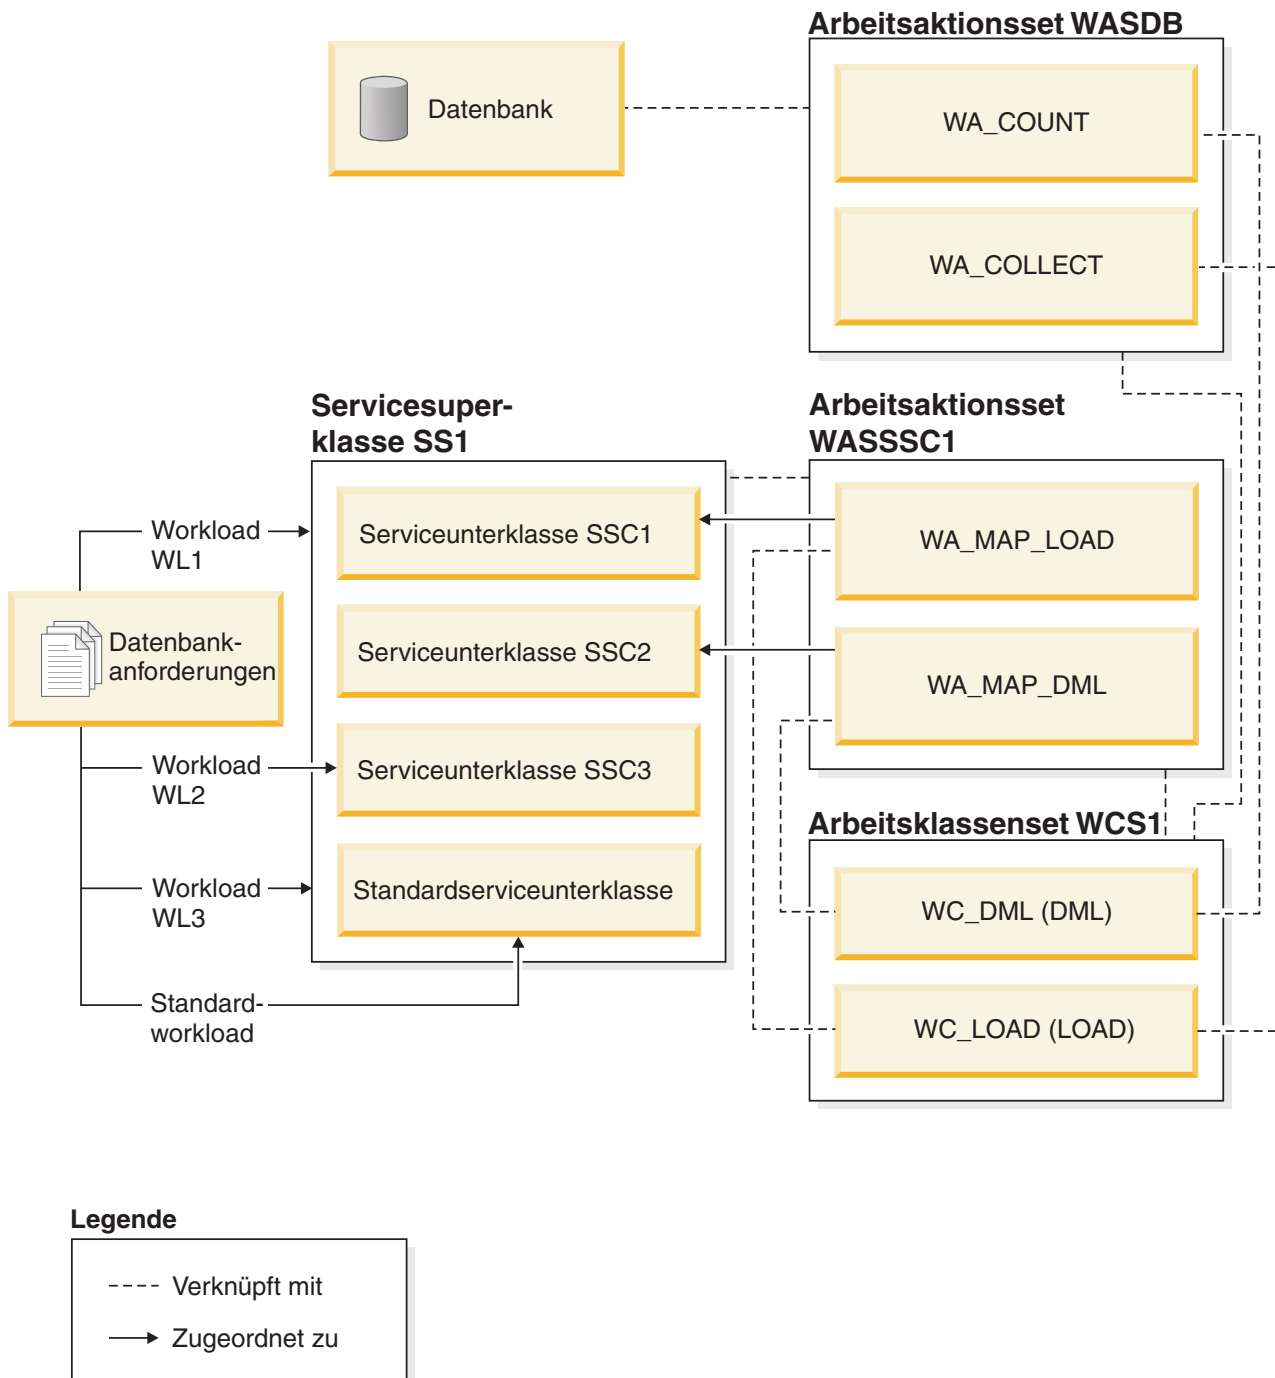 Arbeitsaktionsset WASDB
Datenbank
WA_COUNT
WA_COLLECT
Servicesuper-
klasse SS1
Arbeitsaktionsset
WASSSC1
Workload
WL1
Serviceunterklasse SSC1
WA_MAP_LOAD
Datenbank-
anforderungen
Serviceunterklasse SSC2
WA_MAP_DML
Workload
WL2
Serviceunterklasse SSC3
Arbeitsklassenset WCS1
Workload
WL3
Standardserviceunterklasse
WC_DML (DML)
Standard-
workload
WC_LOAD (LOAD)
Legende
Verknüpft mit
Zugeordnet zu